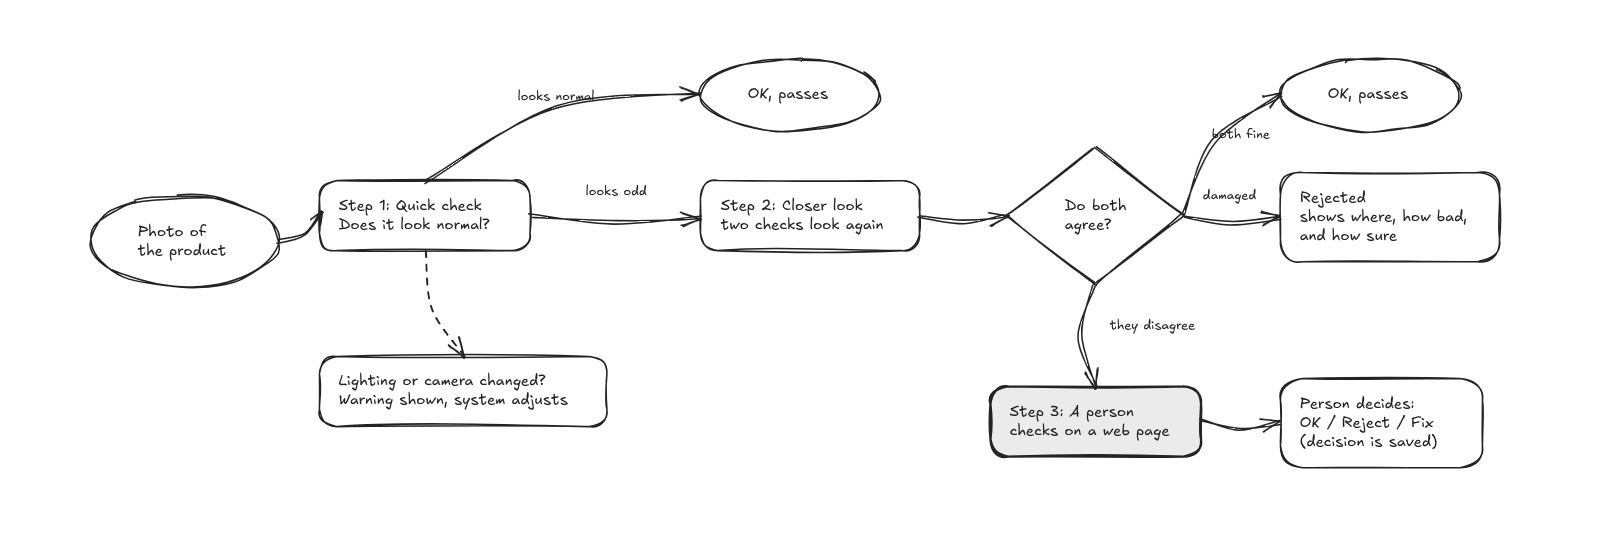 looks normal
OK, passes
OK, passes
both fine
Photo of
the product
Step 1: Quick check
Does it look normal?
looks odd
Step 2: Closer look
two checks look again
Do both
agree?
damaged
Rejected
shows where, how bad,
and how sure
they disagree
Lighting or camera changed?
Warning shown, system adjusts
Step 3: A person
checks on a web page
Person decides:
OK / Reject / Fix
(decision is saved)